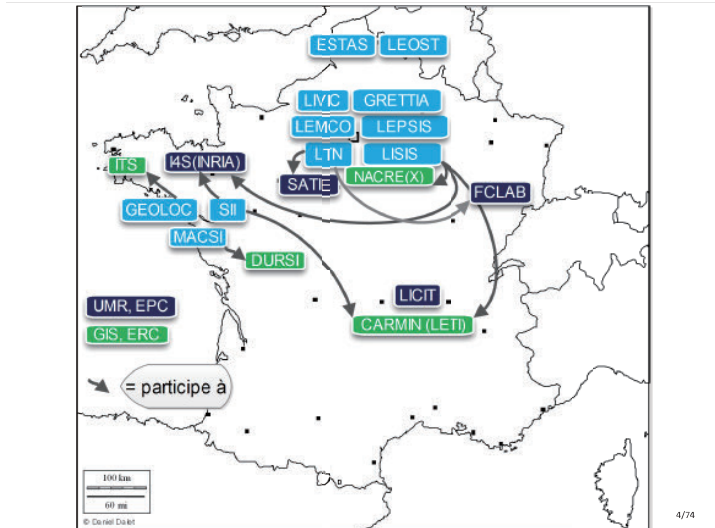 ESTAS LEOST
LIVIC GRETTIA
LEMCO LEPSIS
LTN LISIS
ITS I4S(INRIA)
SATIE NACRE(X) FCLAB
GEOLOC SII
MACSI
DURSI
LICIT
UMR, EPC
CARMIN (LETI)
GIS, ERC
= participe à
100 km
60 mi
© Daniel Dalet
4/74